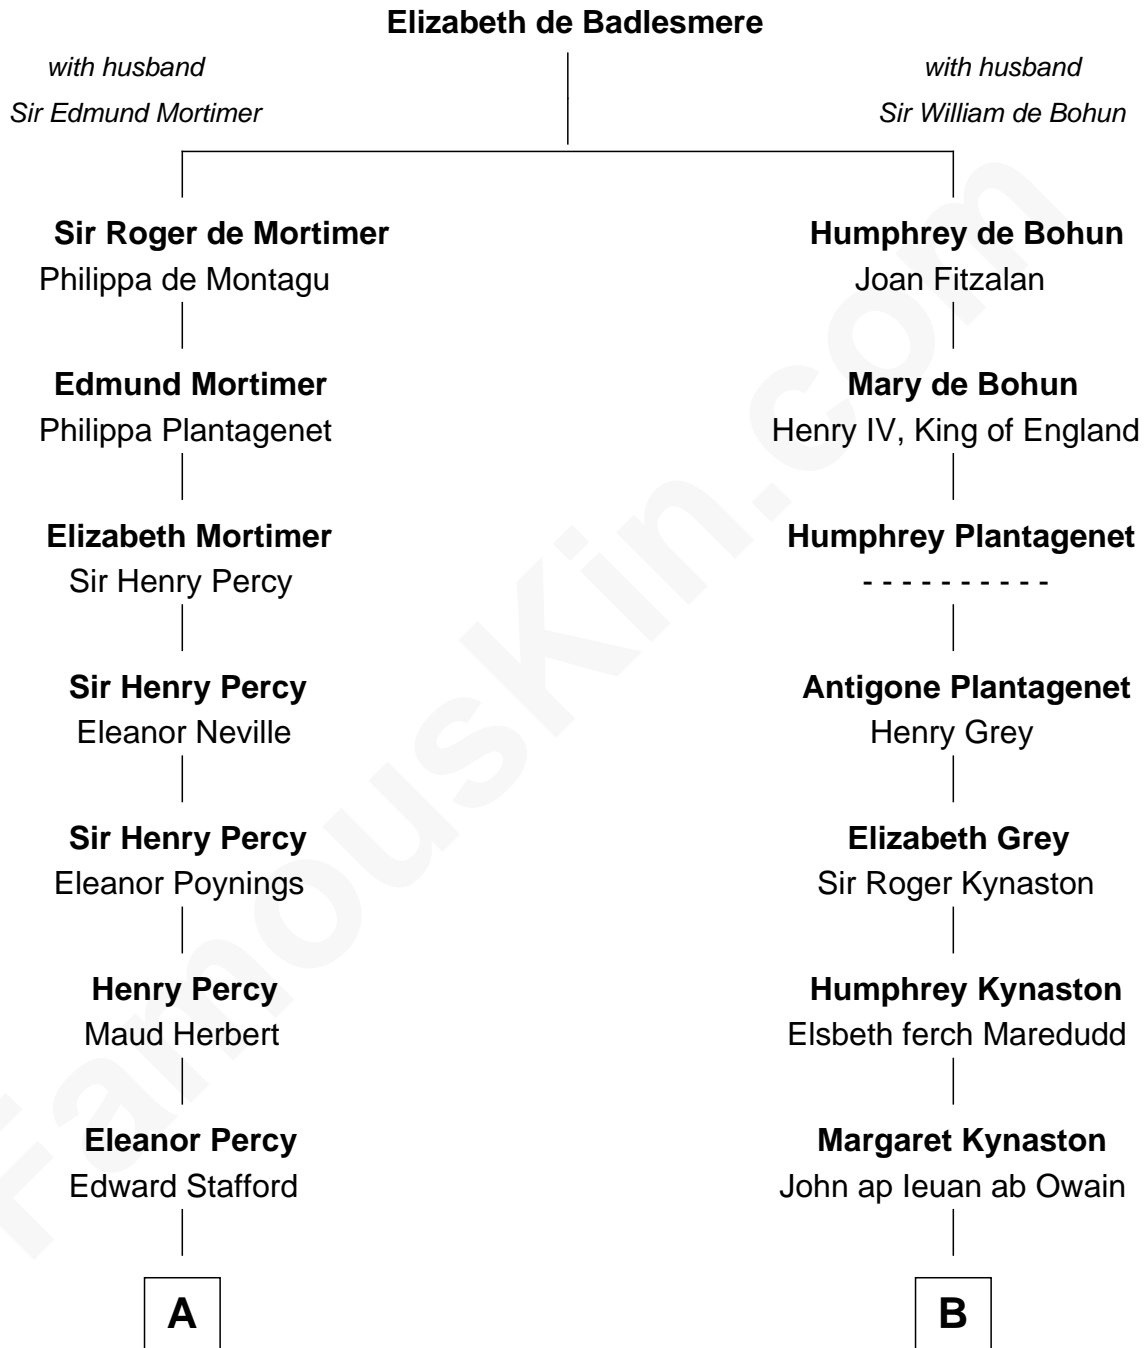 Elizabeth de Badlesmere
with husband
Sir Edmund Mortimer
with husband
Sir William de Bohun
Sir Roger de Mortimer
Philippa de Montagu
Humphrey de Bohun
Joan Fitzalan
Edmund Mortimer
Philippa Plantagenet
Mary de Bohun
Henry IV, King of England
Elizabeth Mortimer
Sir Henry Percy
Humphrey Plantagenet
- - - - - - - - - -
Sir Henry Percy
Eleanor Neville
Antigone Plantagenet
Henry Grey
Sir Henry Percy
Eleanor Poynings
Elizabeth Grey
Sir Roger Kynaston
Henry Percy
Maud Herbert
Humphrey Kynaston
Elsbeth ferch Maredudd
Eleanor Percy
Edward Stafford
Margaret Kynaston
John ap Ieuan ab Owain
A
B
FamousKin.com